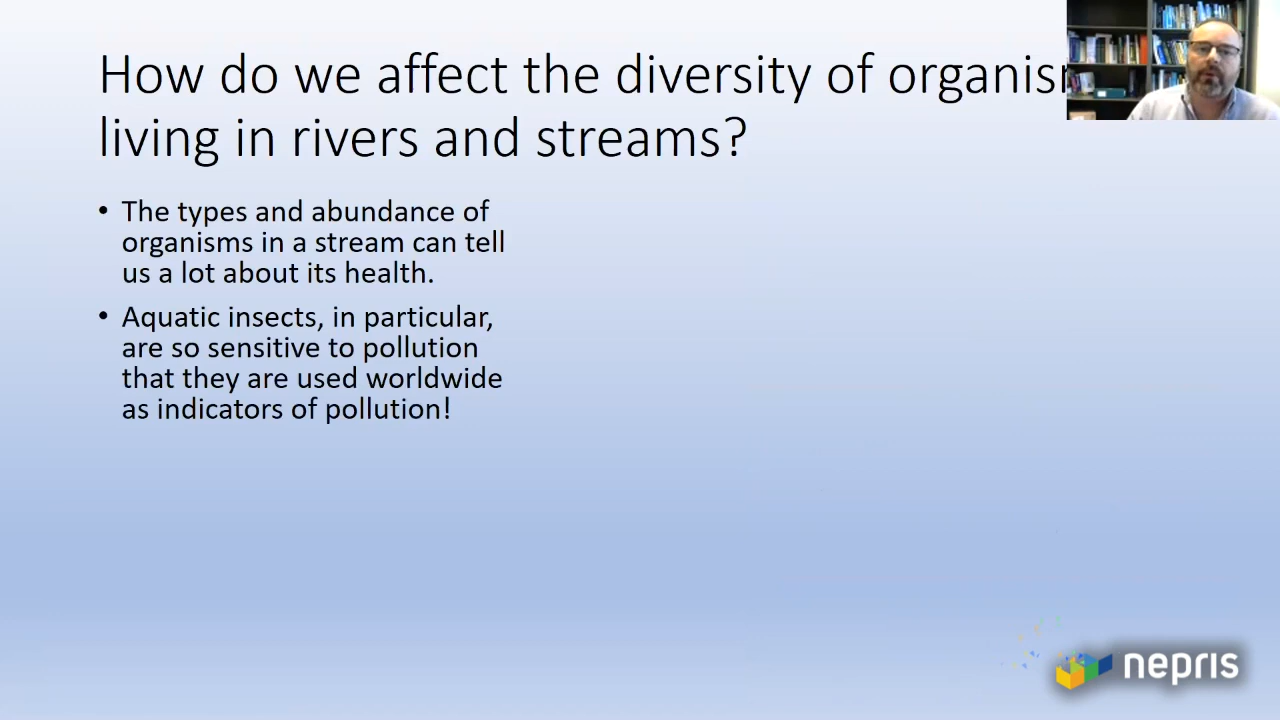 How do we affect the diversity of
living in rivers and streams?
• The types and abundance of
organisms in a stream can tell
us a lot about its health.
• Aquatic insects, in particular,
are so sensitive to pollution
that they are used worldwide
as indicators of pollution!
nepris